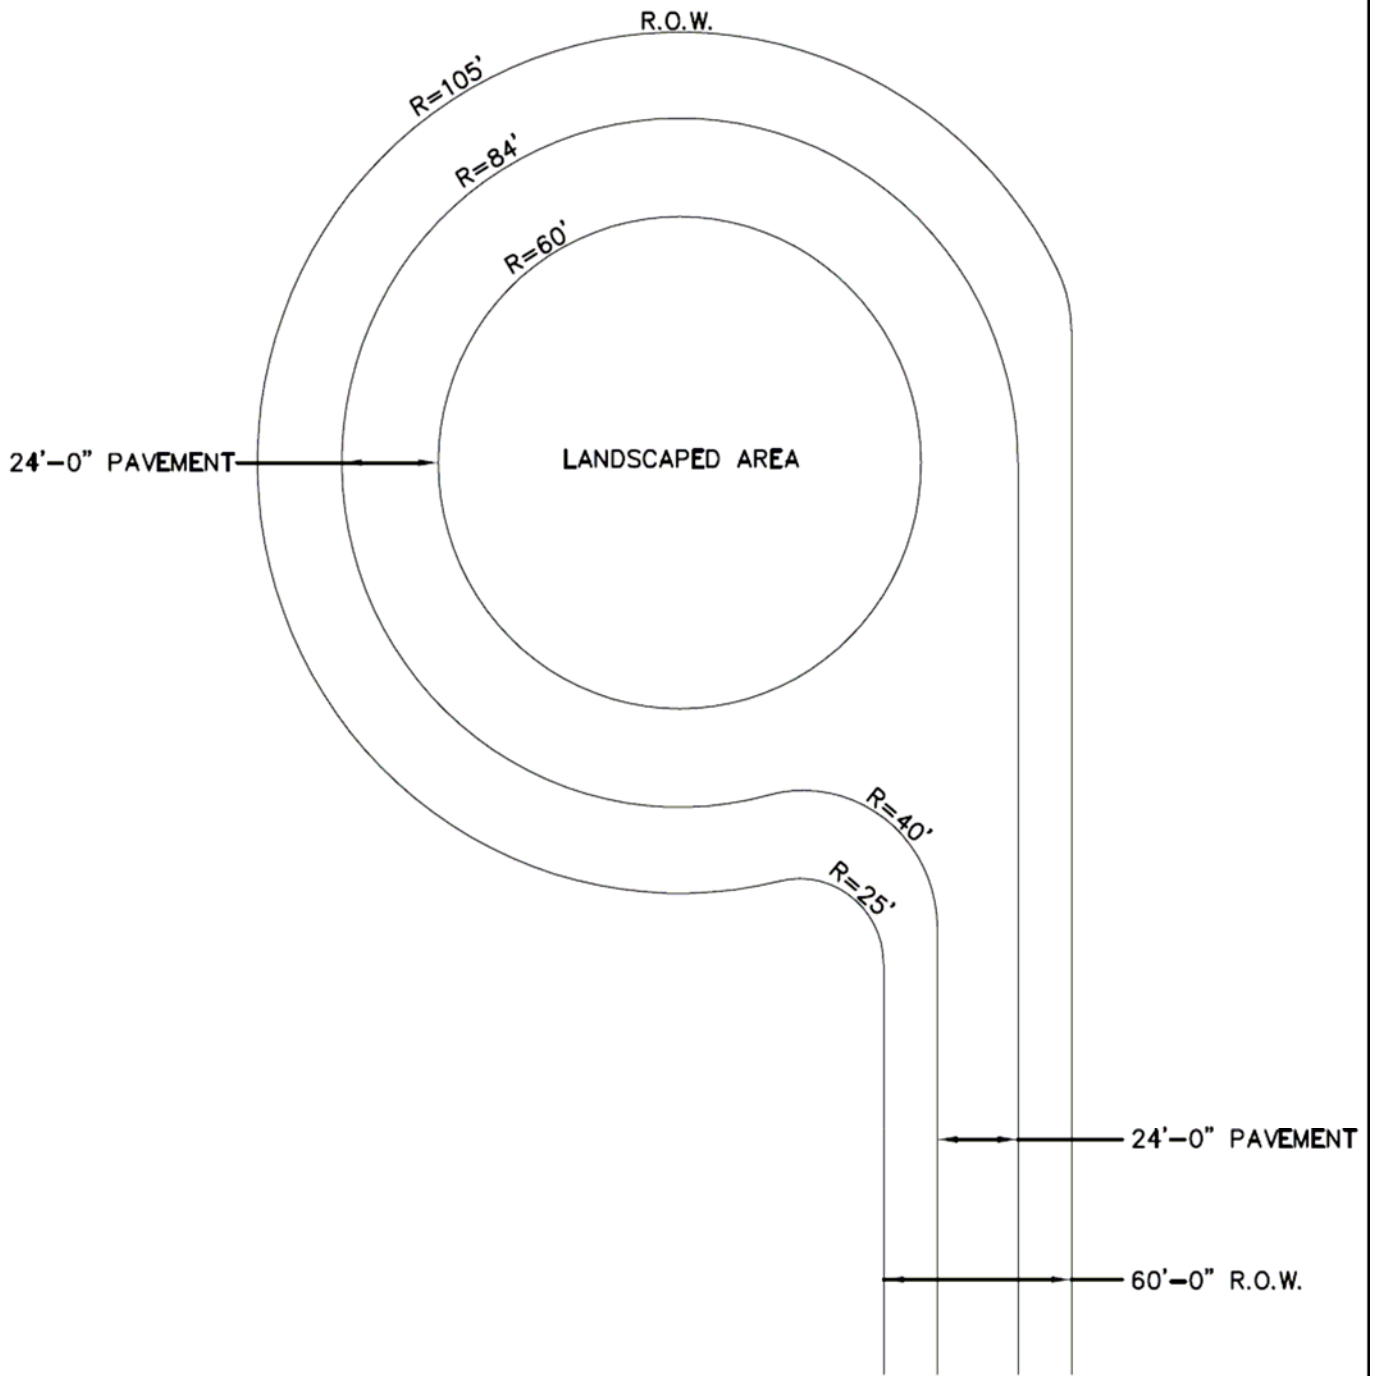 R.O.W.
R=105'
R=84'
R=60'
24'-0" PAVEMENT
LANDSCAPED AREA
R=40'
R=25'
24'-0" PAVEMENT
60'-0" R.O.W.